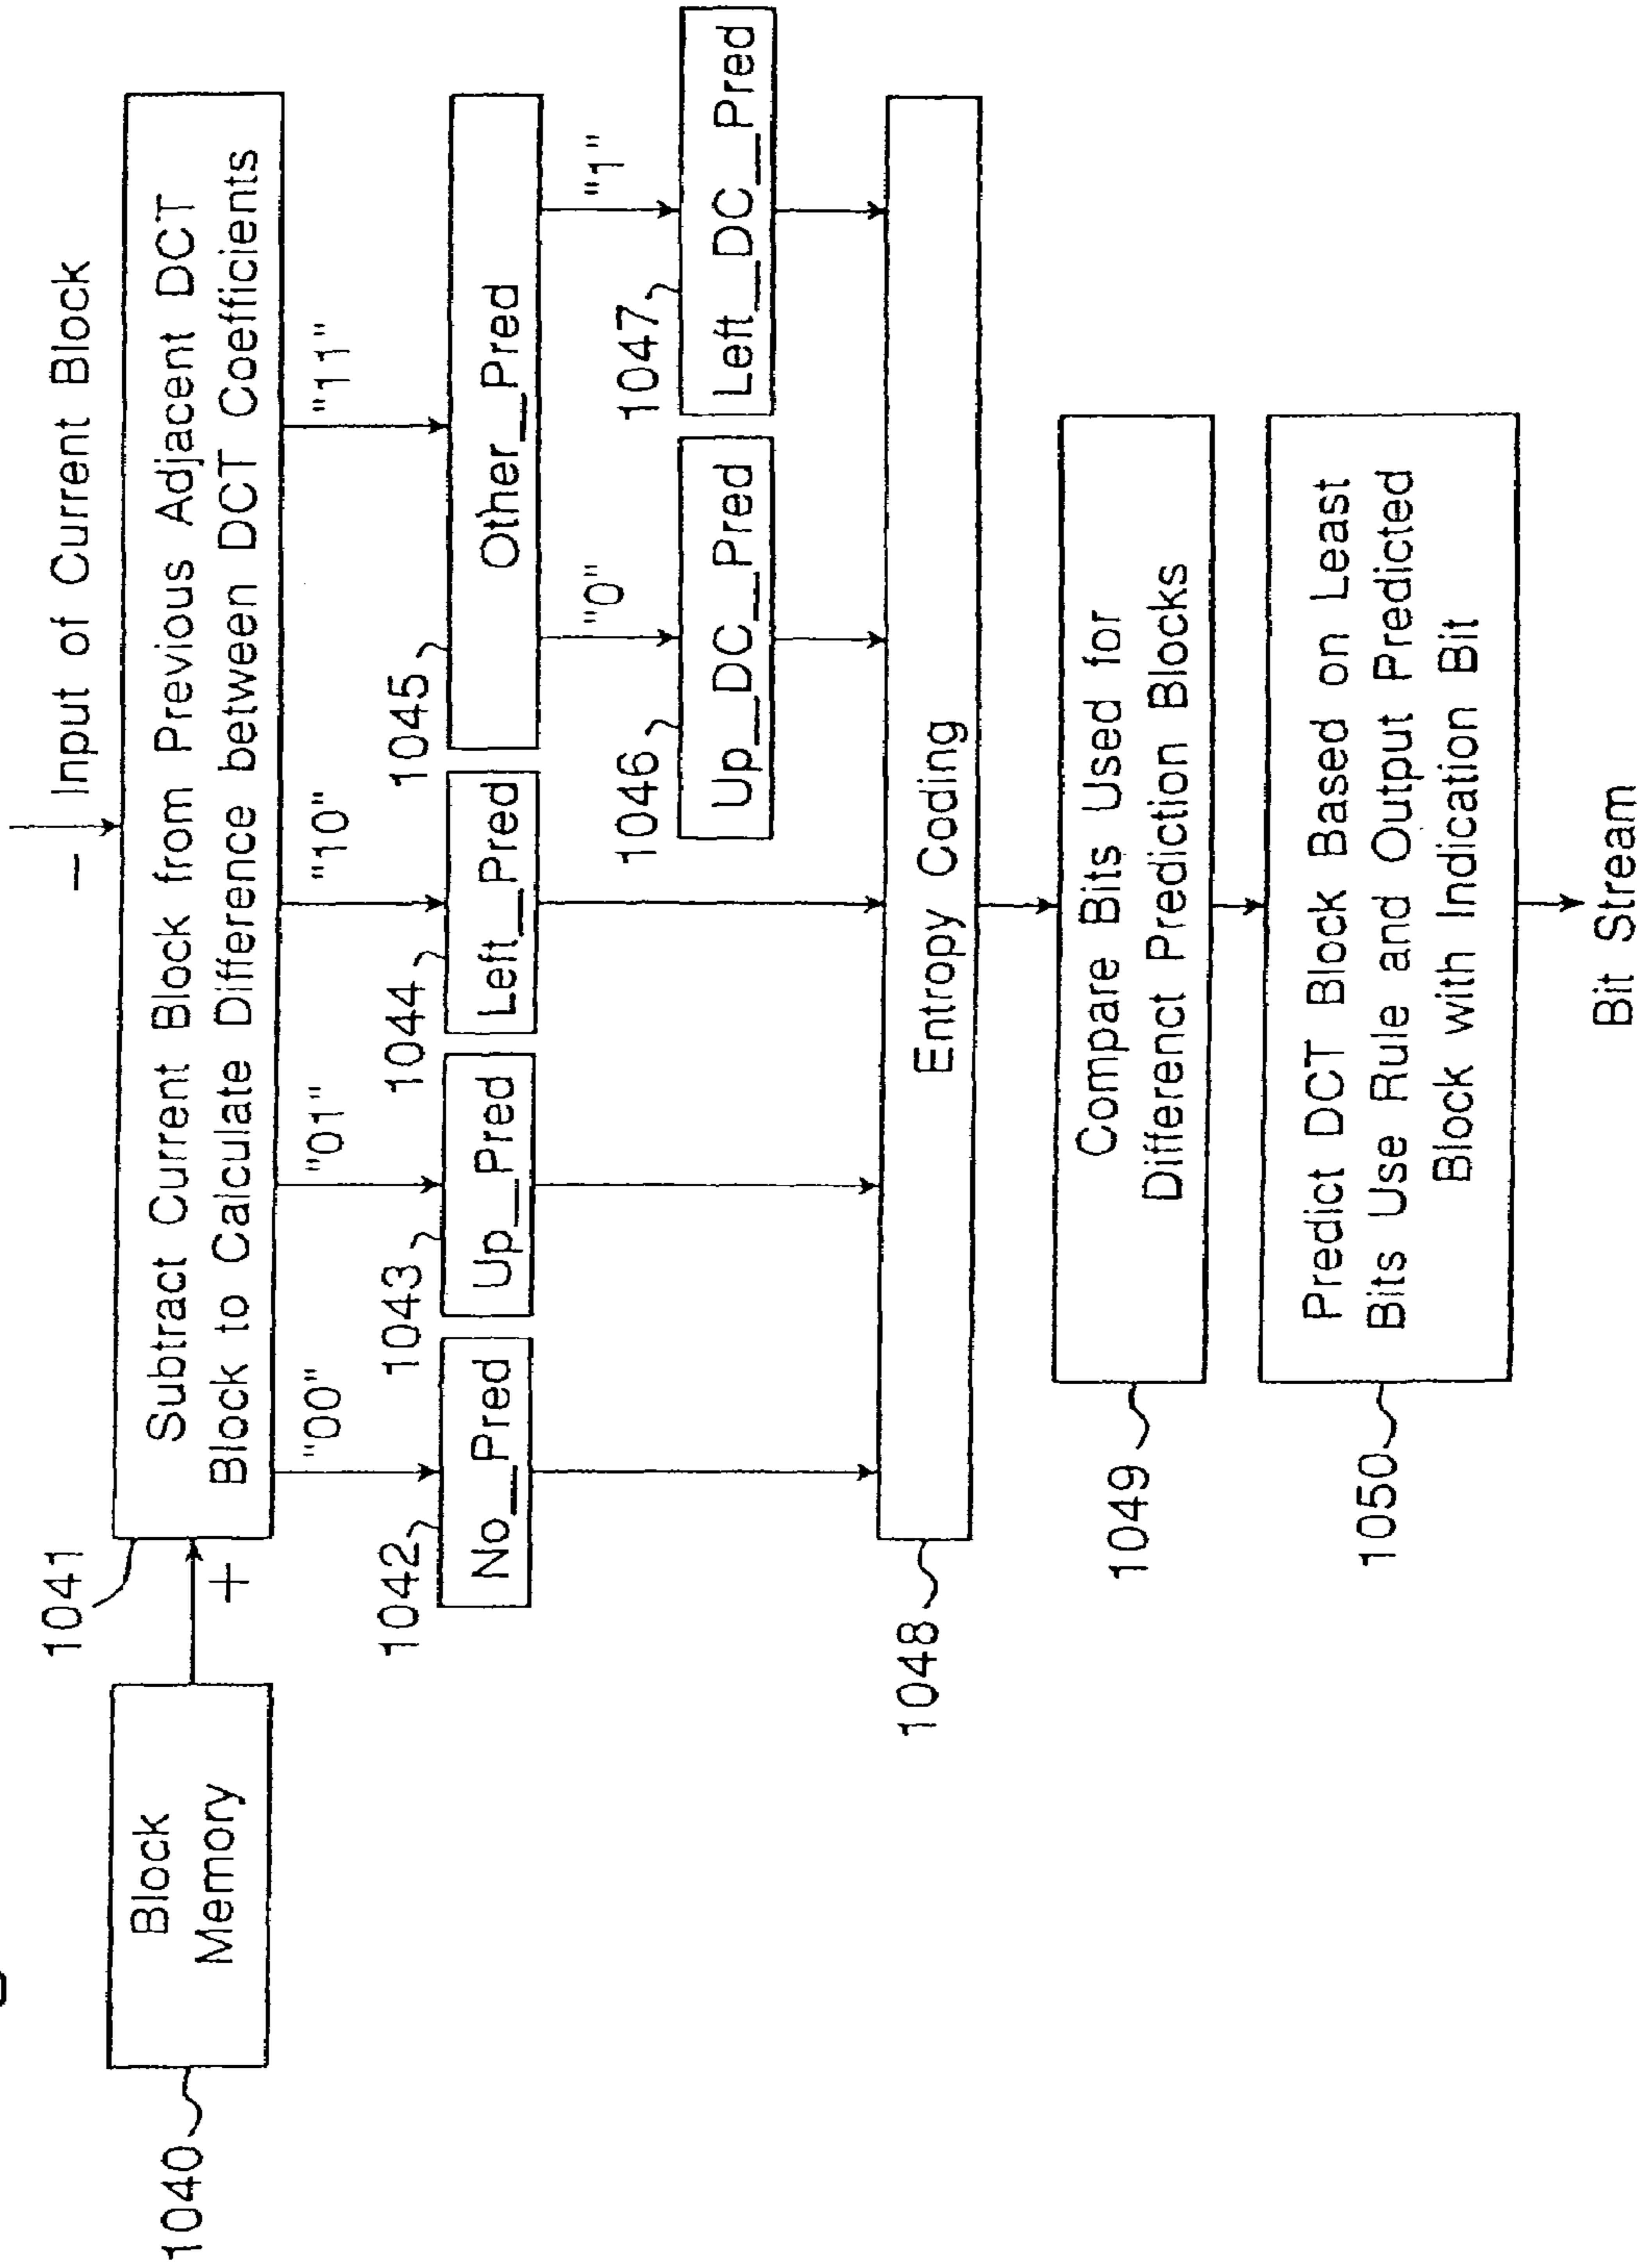 Input of Current Block
−
1041
Subtract Current Block from Previous Adjacent DCT
Block to Calculate Difference between DCT Coefficients
1040
Block
Memory
+
"00"
"01"
"10"
"11"
1042
No_Pred
1043
Up_Pred
1044
Left_Pred
1045
Other_Pred
"0"
"1"
1046
Up_DC_Pred
1047
Left_DC_Pred
1048
Entropy Coding
1049
Compare Bits Used for
Differenct Prediction Blocks
1050
Predict DCT Block Based on Least
Bits Use Rule and Output Predicted
Block with Indication Bit
Bit Stream